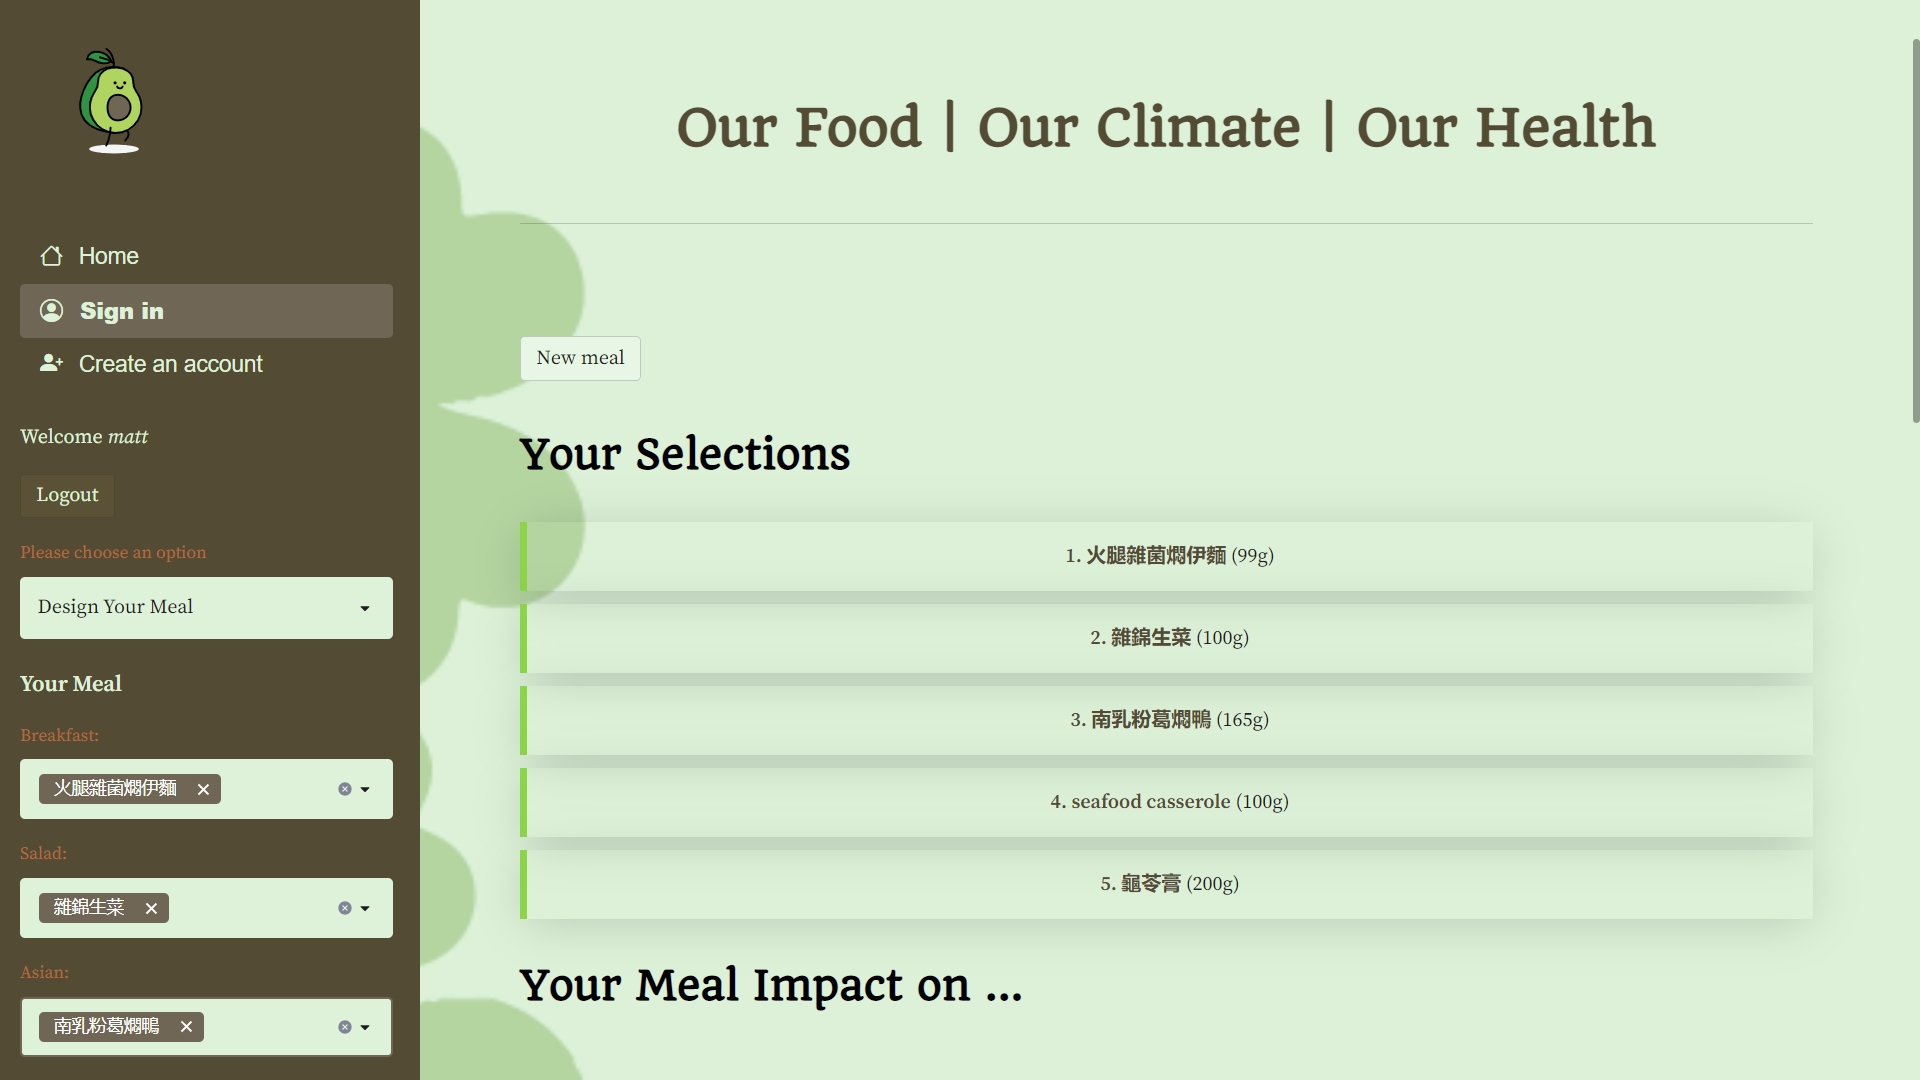 Home
Sign in
Create an account
Welcome matt
Logout
Please choose an option
Design Your Meal
Your Meal
Breakfast:
火腿雜菌燜伊麵
Salad:
雜錦生菜
Asian:
南乳粉葛燜鴨
Our Food | Our Climate | Our Health
New meal
Your Selections
1. 火腿雜菌燜伊麵 (99g)
2. 雜錦生菜 (100g)
3. 南乳粉葛燜鴨 (165g)
4. seafood casserole (100g)
5. 龜苓膏 (200g)
Your Meal Impact on ...